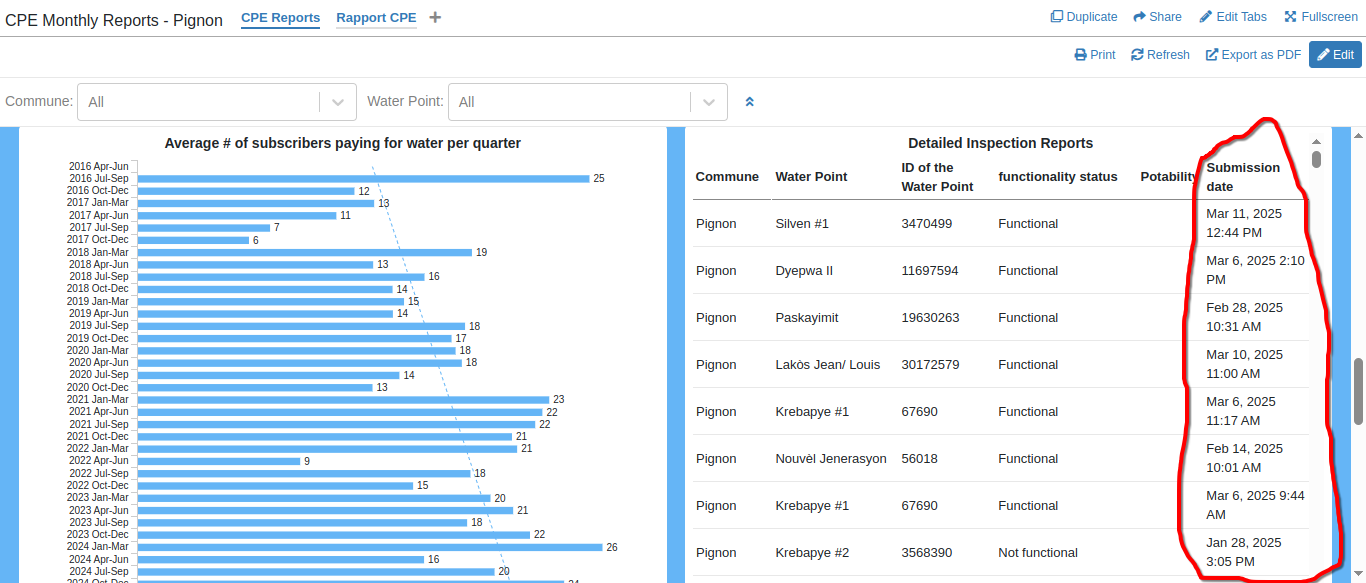 CPE Monthly Reports - Pignon CPE Reports Rapport CPE + Duplicate Share Edit Tabs Fullscreen
Print Refresh Export as PDF Edit
Commune: All Water Point: All
Average # of subscribers paying for water per quarter
2016 Apr-Jun
2016 Jul-Sep 25
2016 Oct-Dec 12
2017 Jan-Mar 13
2017 Apr-Jun 11
2017 Jul-Sep 7
2017 Oct-Dec 6
2018 Jan-Mar 19
2018 Apr-Jun 13
2018 Jul-Sep 16
2018 Oct-Dec 14
2019 Jan-Mar 15
2019 Apr-Jun 14
2019 Jul-Sep 18
2019 Oct-Dec 17
2020 Jan-Mar 18
2020 Apr-Jun 18
2020 Jul-Sep 14
2020 Oct-Dec 13
2021 Jan-Mar 23
2021 Apr-Jun 22
2021 Jul-Sep 22
2021 Oct-Dec 21
2022 Jan-Mar 21
2022 Apr-Jun 9
2022 Jul-Sep 18
2022 Oct-Dec 15
2023 Jan-Mar 20
2023 Apr-Jun 21
2023 Jul-Sep 18
2023 Oct-Dec 22
2024 Jan-Mar 26
2024 Apr-Jun 16
2024 Jul-Sep 20
2024 Oct-Dec 24
Detailed Inspection Reports
Commune Water Point ID of the Water Point functionality status Potability Submission date
Pignon Silven #1 3470499 Functional Mar 11, 2025 12:44 PM
Pignon Dyepwa II 11697594 Functional Mar 6, 2025 2:10 PM
Pignon Paskayimit 19630263 Functional Feb 28, 2025 10:31 AM
Pignon Lakòs Jean/ Louis 30172579 Functional Mar 10, 2025 11:00 AM
Pignon Krebapye #1 67690 Functional Mar 6, 2025 11:17 AM
Pignon Nouvèl Jenerasyon 56018 Functional Feb 14, 2025 10:01 AM
Pignon Krebapye #1 67690 Functional Mar 6, 2025 9:44 AM
Pignon Krebapye #2 3568390 Not functional Jan 28, 2025 3:05 PM